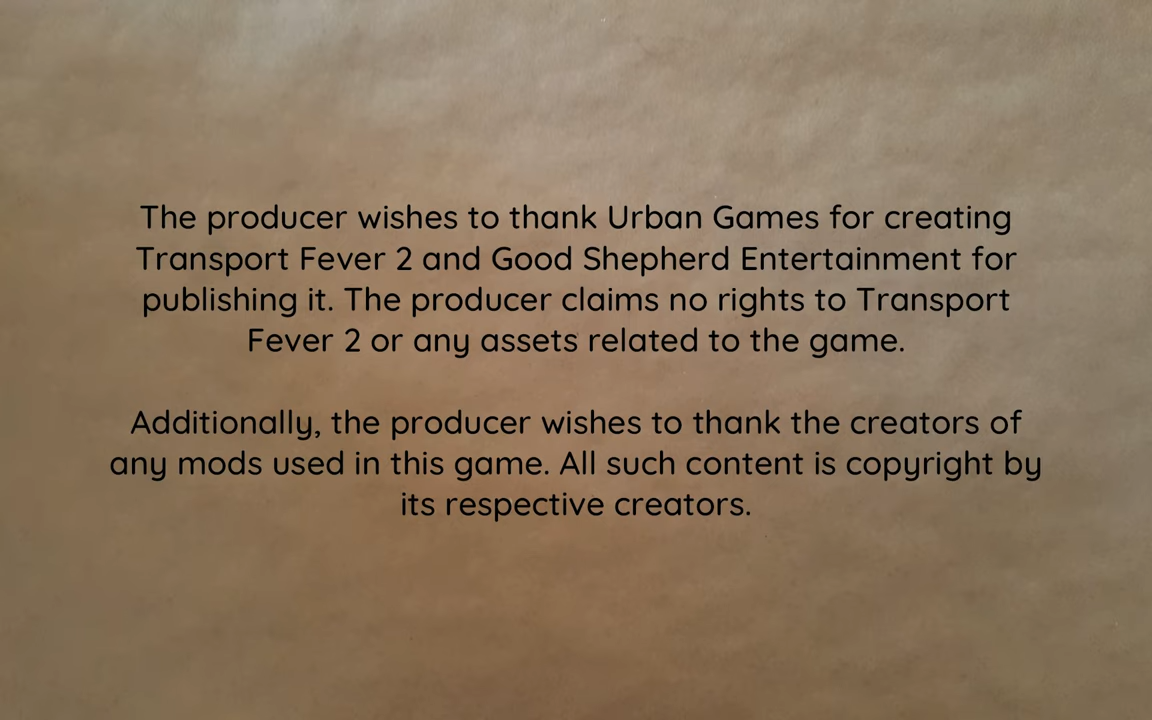 The producer wishes to thank Urban Games for creating
Transport Fever 2 and Good Shepherd Entertainment for
publishing it. The producer claims no rights to Transport
Fever 2 or any assets related to the game.
Additionally, the producer wishes to thank the creators of
any mods used in this game. All such content is copyright by
its respective creators.